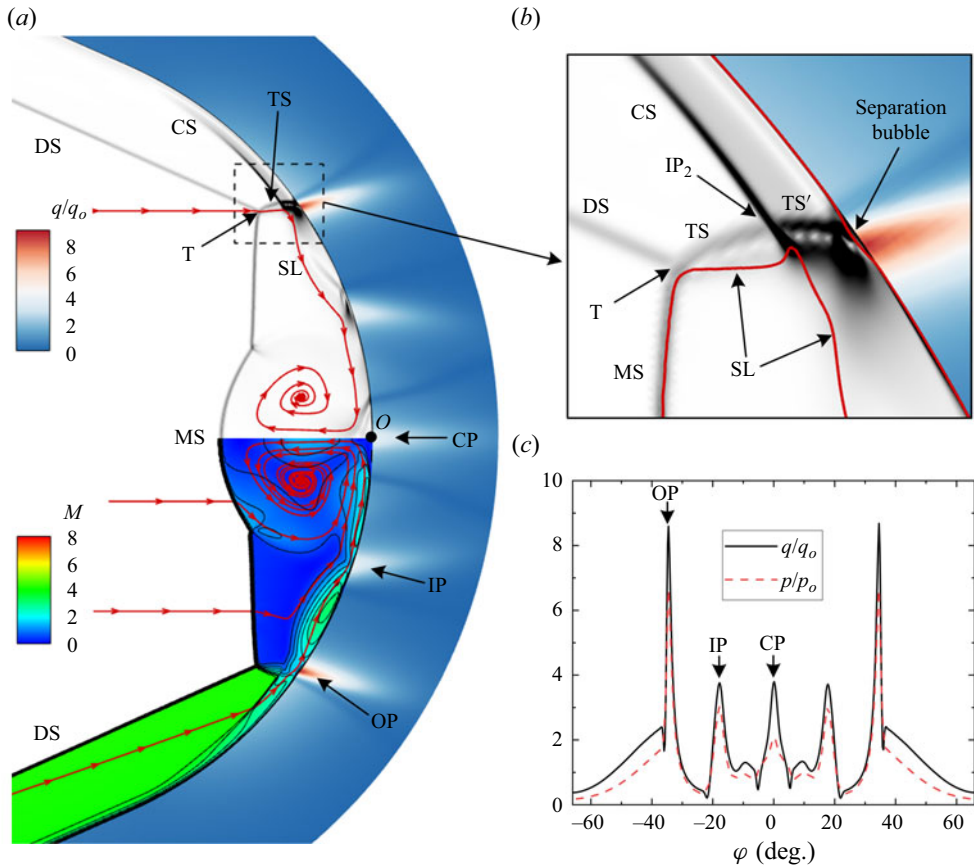 (a)
TS
CS
DS
q/qₒ
T
SL
8
6
4
2
0
MS
O
CP
M
8
6
4
2
0
IP
OP
DS
(b)
CS
Separation
bubble
IP₂
TS′
DS
TS
T
SL
MS
(c)
10
8
6
4
2
0
OP
q/qₒ
p/pₒ
IP
CP
–60 –40 –20 0 20 40 60
φ (deg.)